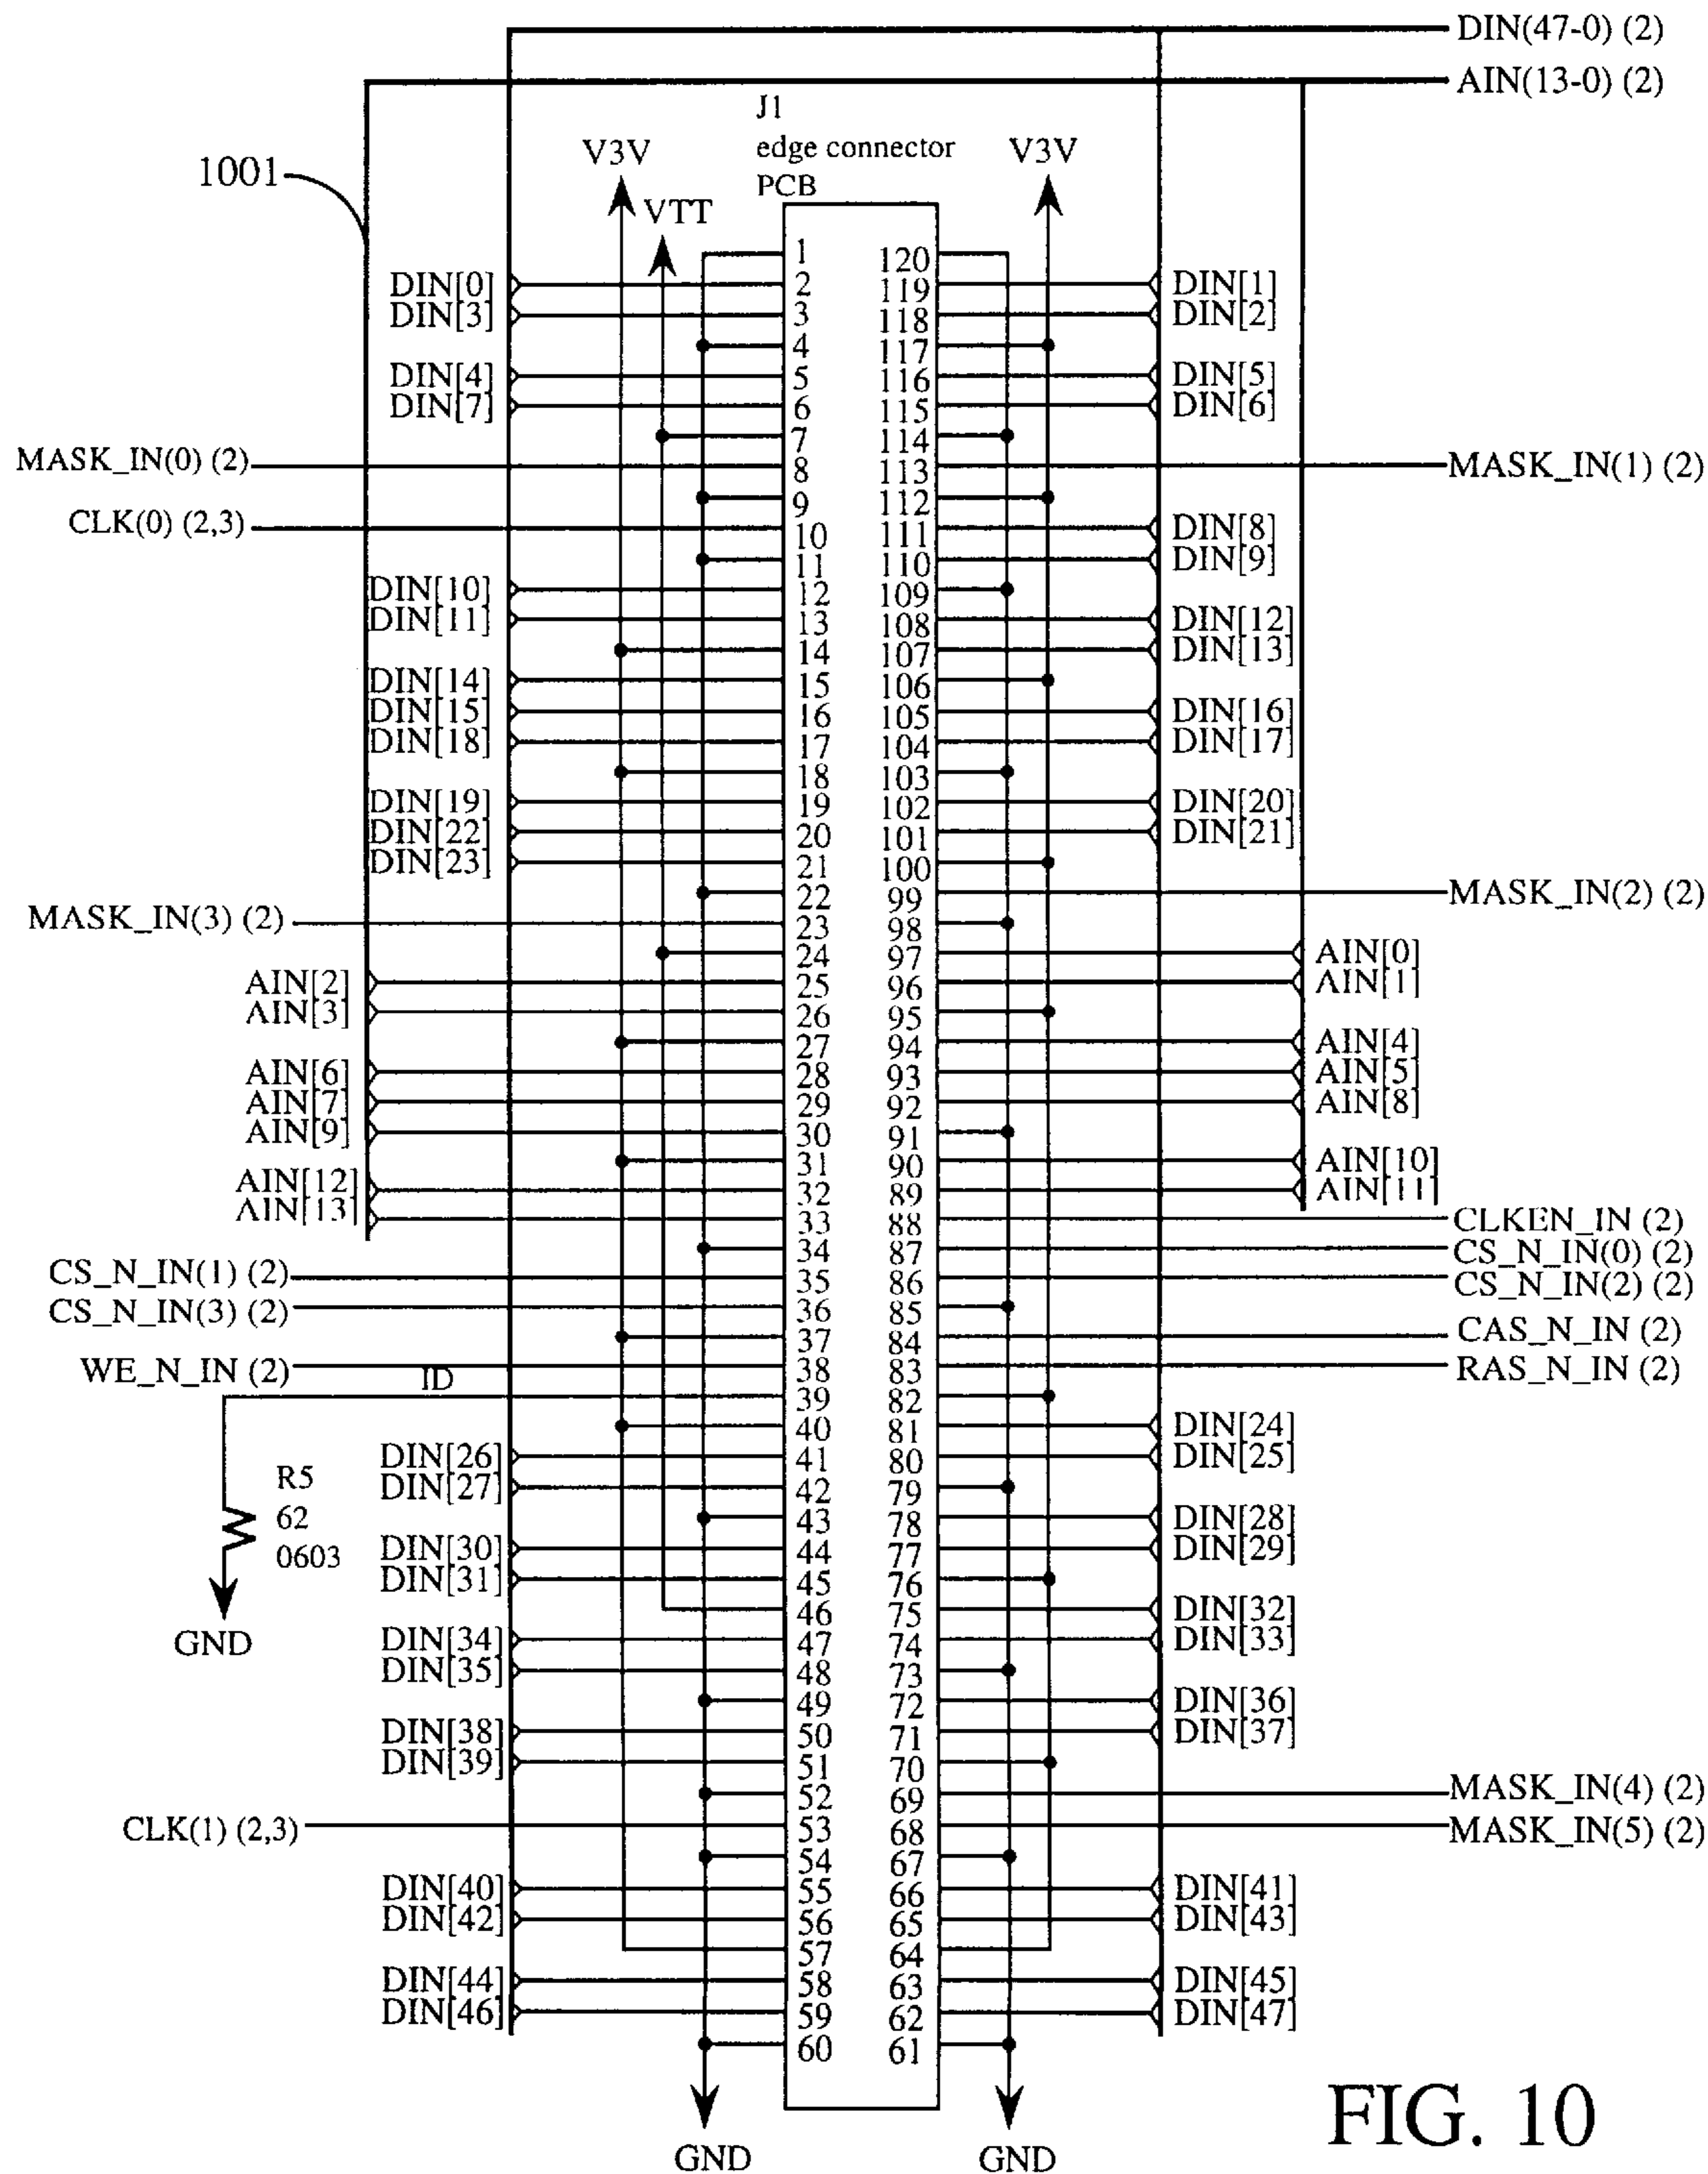 DIN(47-0) (2)
AIN(13-0) (2)
J1
edge connector
PCB
V3V
V3V
VTT
1001
1 120
DIN[0] 2 119 DIN[1]
DIN[3] 3 118 DIN[2]
4 117
DIN[4] 5 116 DIN[5]
DIN[7] 6 115 DIN[6]
7 114
MASK_IN(0) (2) 8 113 MASK_IN(1) (2)
9 112
CLK(0) (2,3) 10 111 DIN[8]
11 110 DIN[9]
DIN[10] 12 109
DIN[11] 13 108 DIN[12]
14 107 DIN[13]
DIN[14] 15 106
DIN[15] 16 105 DIN[16]
DIN[18] 17 104 DIN[17]
18 103
DIN[19] 19 102 DIN[20]
DIN[22] 20 101 DIN[21]
DIN[23] 21 100
22 99 MASK_IN(2) (2)
MASK_IN(3) (2) 23 98
24 97 AIN[0]
AIN[2] 25 96 AIN[1]
AIN[3] 26 95
27 94 AIN[4]
AIN[6] 28 93 AIN[5]
AIN[7] 29 92 AIN[8]
AIN[9] 30 91
31 90 AIN[10]
AIN[12] 32 89 AIN[11]
AIN[13] 33 88 CLKEN_IN (2)
34 87 CS_N_IN(0) (2)
CS_N_IN(1) (2) 35 86 CS_N_IN(2) (2)
CS_N_IN(3) (2) 36 85
37 84 CAS_N_IN (2)
WE_N_IN (2) 38 83 RAS_N_IN (2)
ID 39 82
40 81 DIN[24]
DIN[26] 41 80 DIN[25]
DIN[27] 42 79
43 78 DIN[28]
DIN[30] 44 77 DIN[29]
DIN[31] 45 76
46 75 DIN[32]
DIN[34] 47 74 DIN[33]
DIN[35] 48 73
49 72 DIN[36]
DIN[38] 50 71 DIN[37]
DIN[39] 51 70
52 69 MASK_IN(4) (2)
CLK(1) (2,3) 53 68 MASK_IN(5) (2)
54 67
DIN[40] 55 66 DIN[41]
DIN[42] 56 65 DIN[43]
57 64
DIN[44] 58 63 DIN[45]
DIN[46] 59 62 DIN[47]
60 61
R5
62
0603
GND
GND
GND
FIG. 10